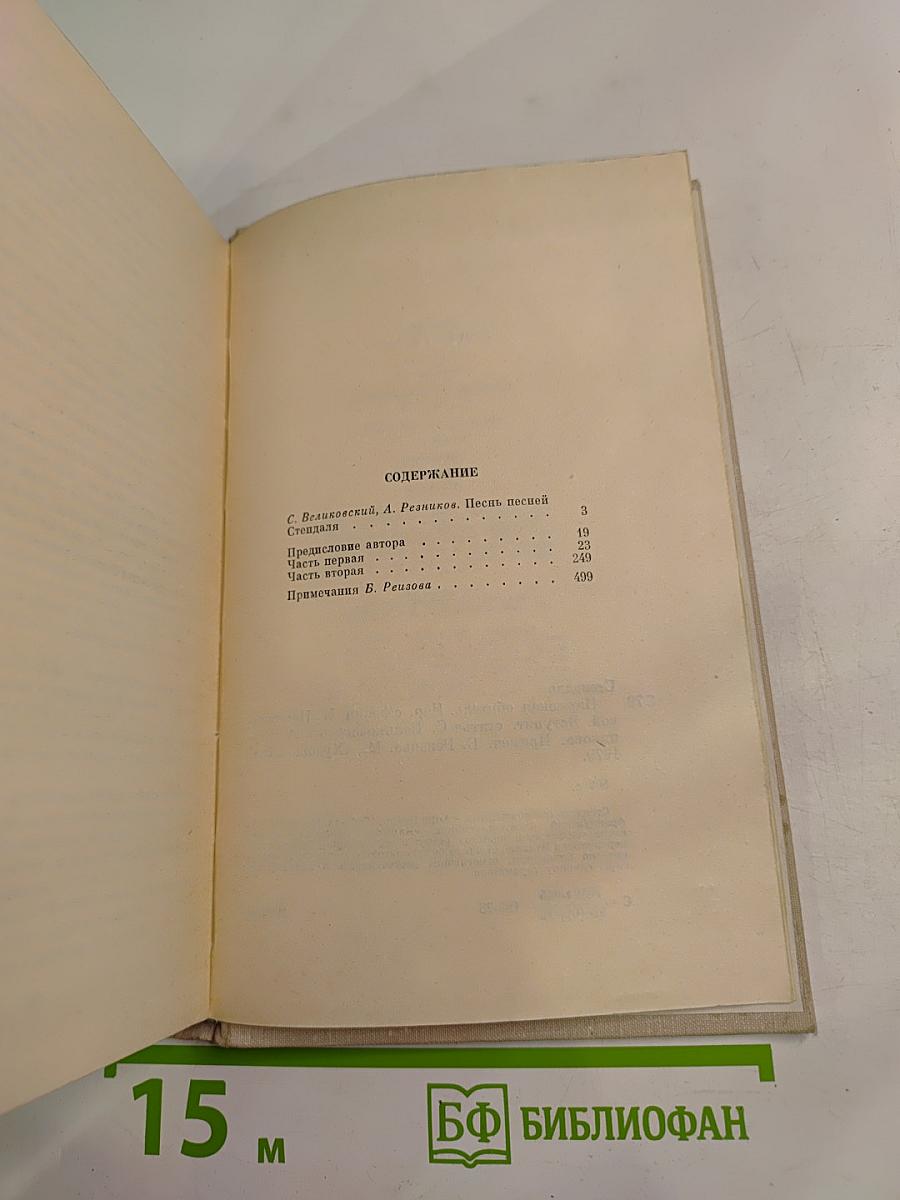 СОДЕРЖАНИЕ
С. Великовский, А. Резников. Песнь песней
Стендаля . . . . . . . . . . . 3
Предисловие автора . . . . . . . . 19
Часть первая . . . . . . . . . . 23
Часть вторая . . . . . . . . . . 249
Примечания Б. Реизова . . . . . . . 499
15 м
БФ БИБЛИОФАН